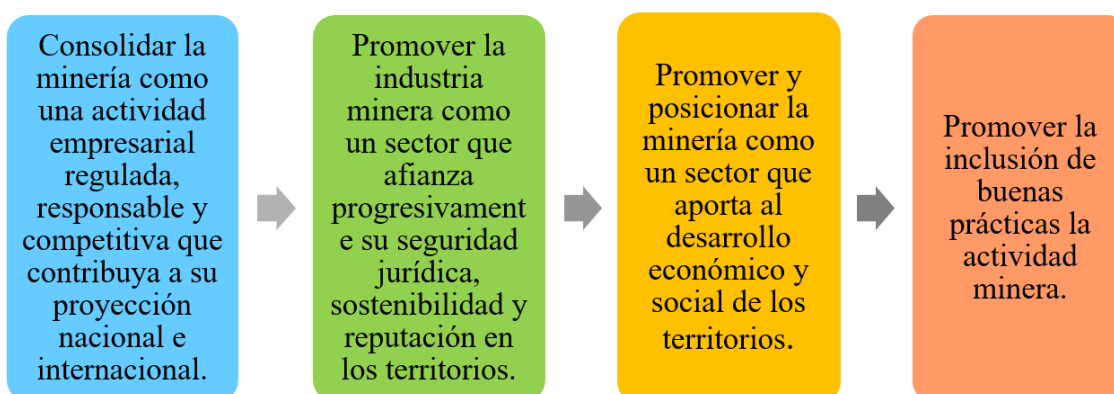 Consolidar la
minería como
una actividad
empresarial
regulada,
responsable y
competitiva que
contribuya a su
proyección
nacional e
internacional.
Promover la
industria
minera como
un sector que
afianza
progresivament
e su seguridad
jurídica,
sostenibilidad y
reputación en
los territorios.
Promover y
posicionar la
minería como
un sector que
aporta al
desarrollo
económico y
social de los
territorios.
Promover la
inclusión de
buenas
prácticas la
actividad
minera.